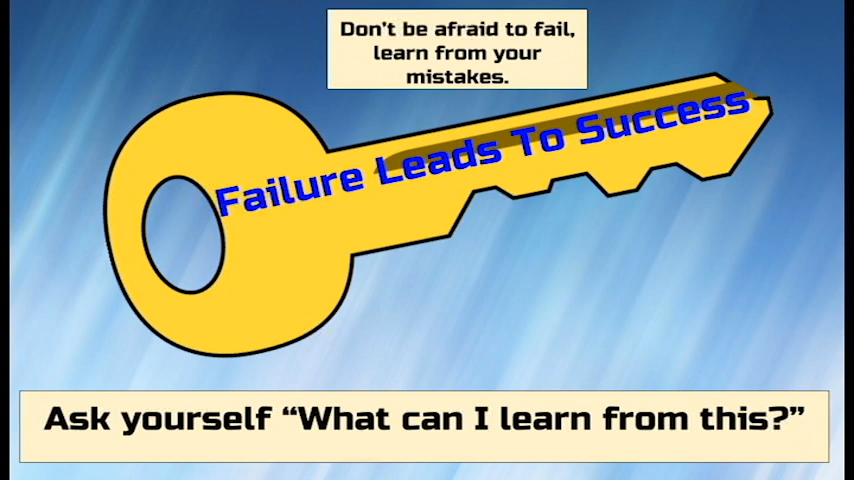 Don't be afraid to fail,
learn from your
mistakes.
Failure Leads To Success
Ask yourself “What can I learn from this?”